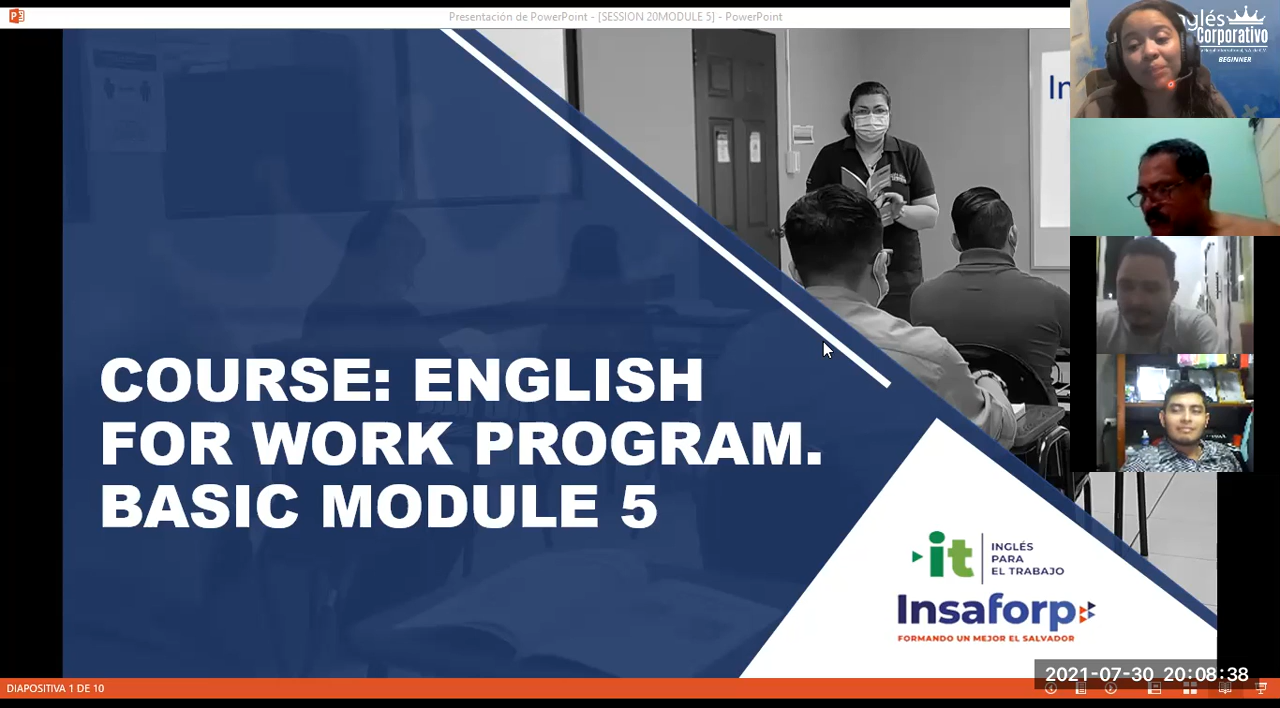 Presentación de PowerPoint - [SESSION 20MODULE 5] - PowerPoint
Inglés
Corporativo
BEGINNER
In
COURSE: ENGLISH
FOR WORK PROGRAM.
BASIC MODULE 5
it
INGLÉS
PARA
EL TRABAJO
Insaforp
FORMANDO UN MEJOR EL SALVADOR
2021-07-30 20:08:38
DIAPOSITIVA 1 DE 10